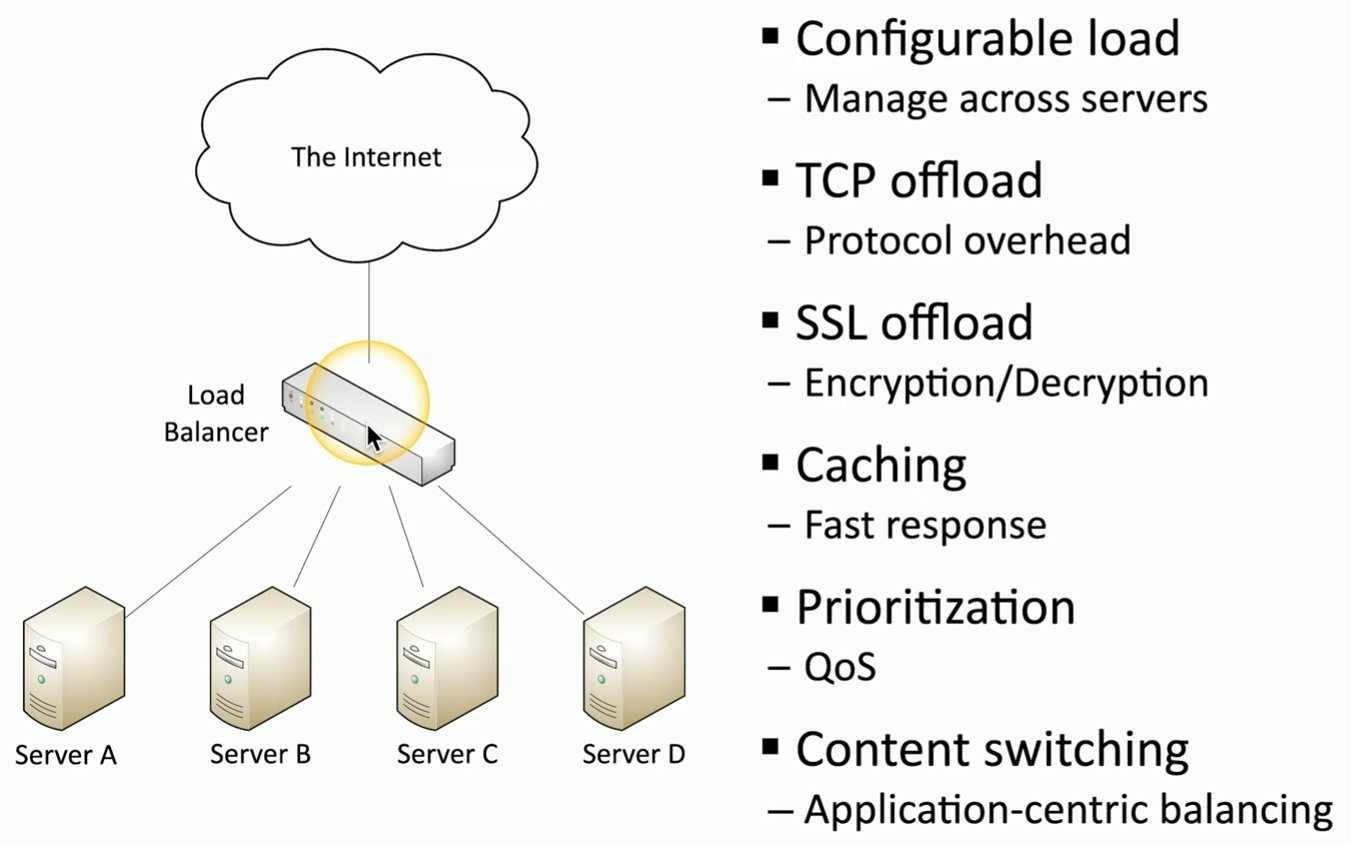 The Internet
Load
Balancer
Server A
Server B
Server C
Server D
▪ Configurable load
– Manage across servers
▪ TCP offload
– Protocol overhead
▪ SSL offload
– Encryption/Decryption
▪ Caching
– Fast response
▪ Prioritization
– QoS
▪ Content switching
– Application-centric balancing